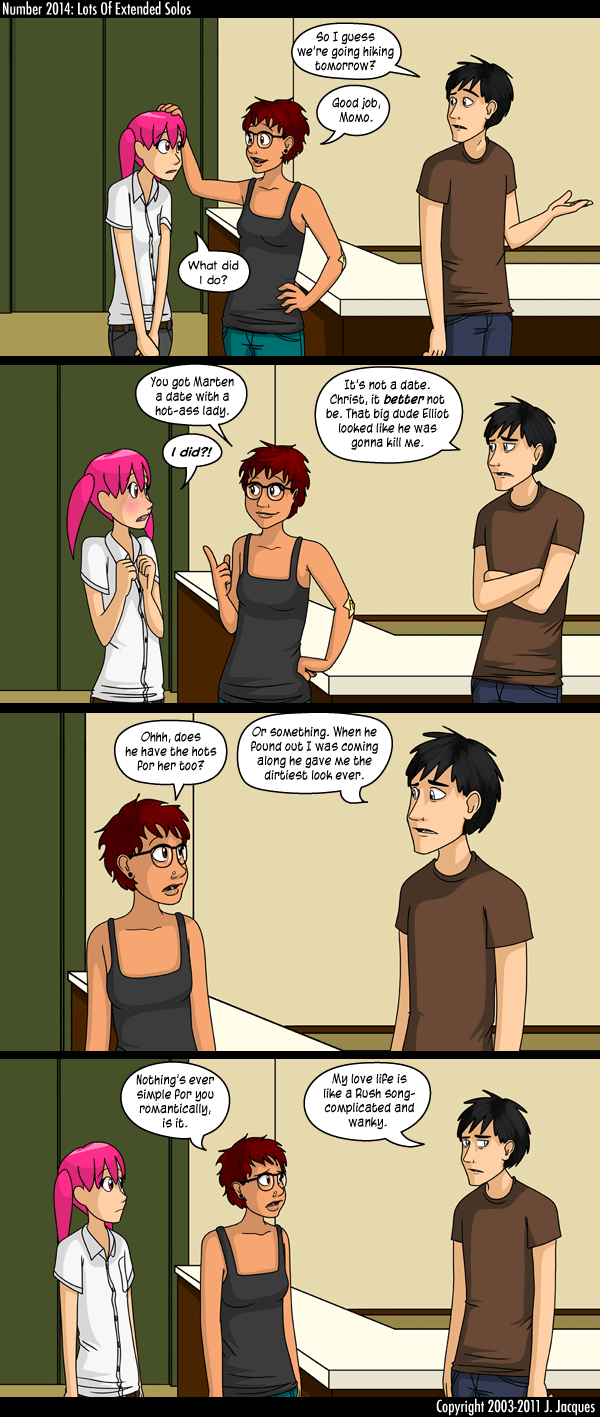 Number 2014: Lots Of Extended Solos
So I guess
we're going hiking
tomorrow?
Good job,
Momo.
What did
I do?
You got Marten
a date with a
hot-ass lady.
I did?!
It's not a date.
Christ, it better not
be. That big dude Elliot
looked like he was
gonna kill me.
Ohhh, does
he have the hots
for her too?
Or something. When he
found out I was coming
along he gave me the
dirtiest look ever.
Nothing's ever
simple for you
romantically,
is it.
My love life is
like a Rush song-
complicated and
wanky.
Copyright 2003-2011 J. Jacques